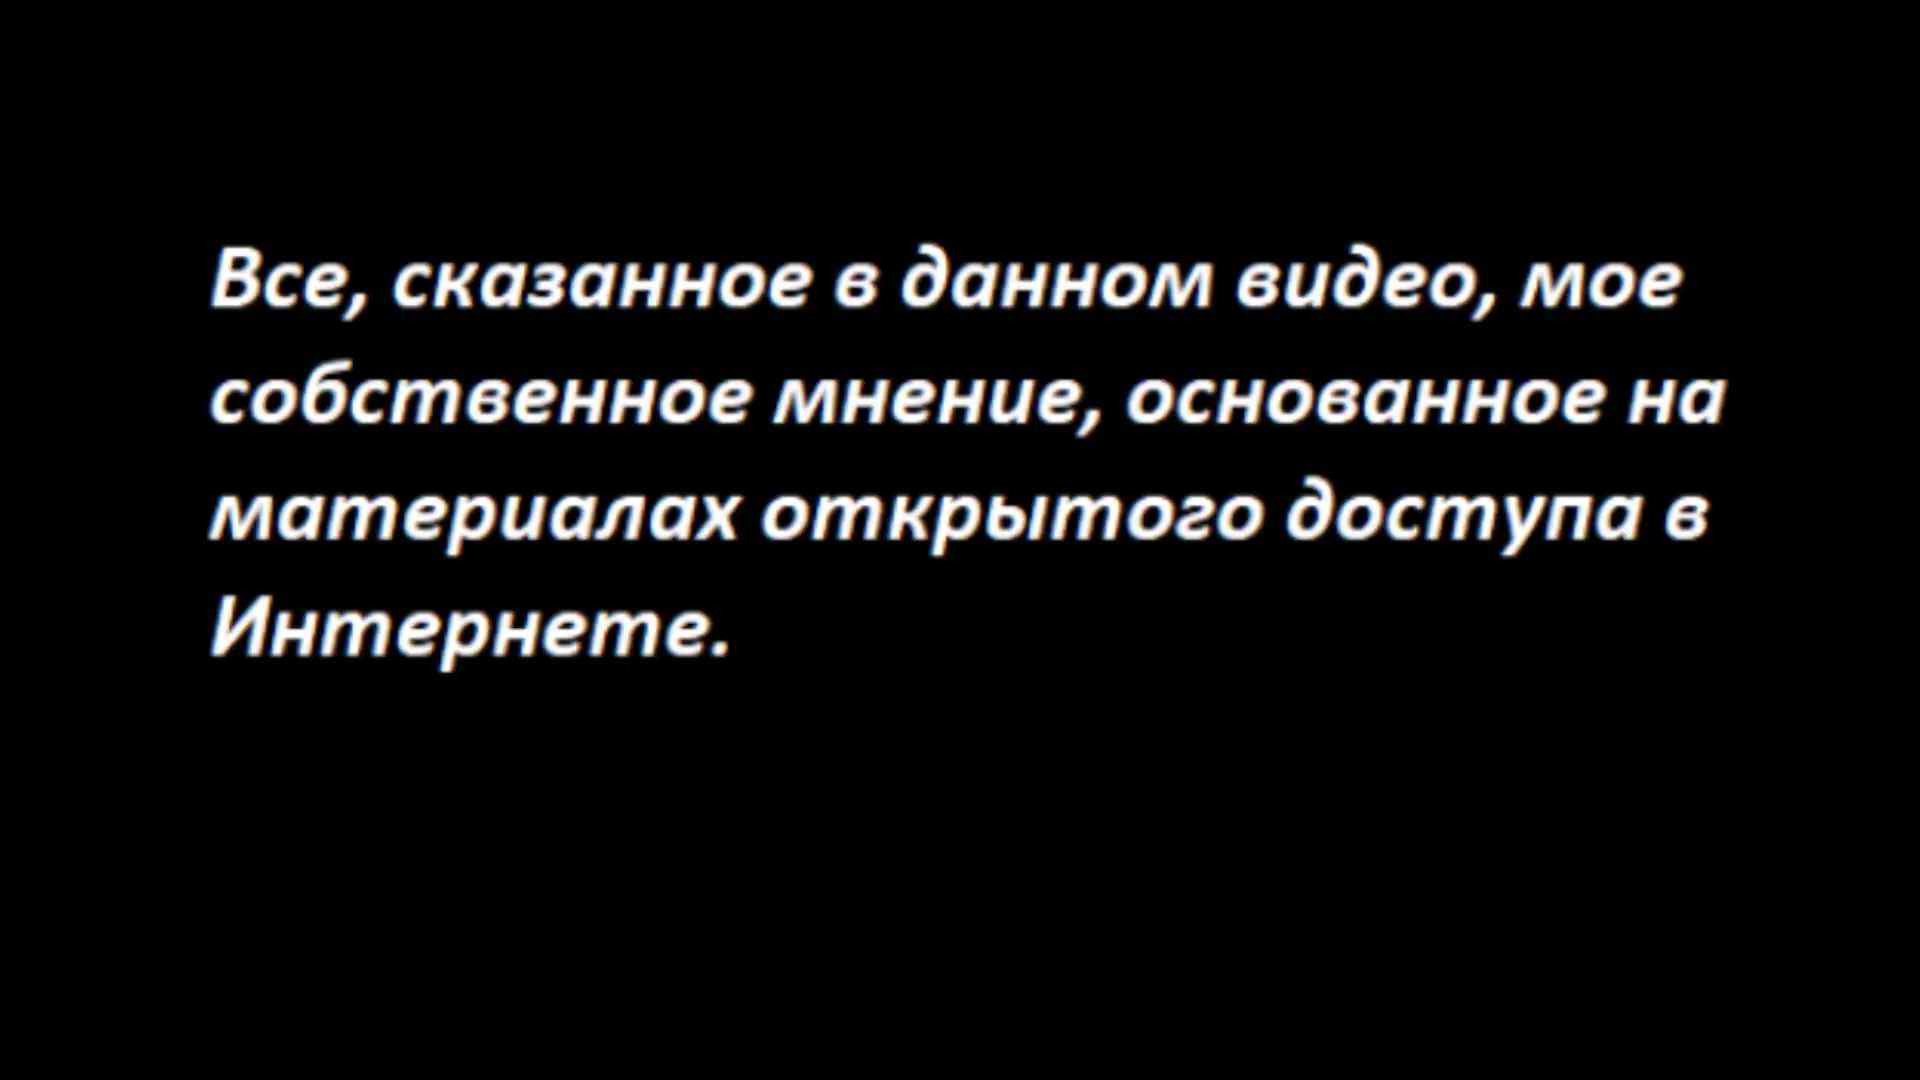 Все, сказанное в данном видео, мое
собственное мнение, основанное на
материалах открытого доступа в
Интернете.